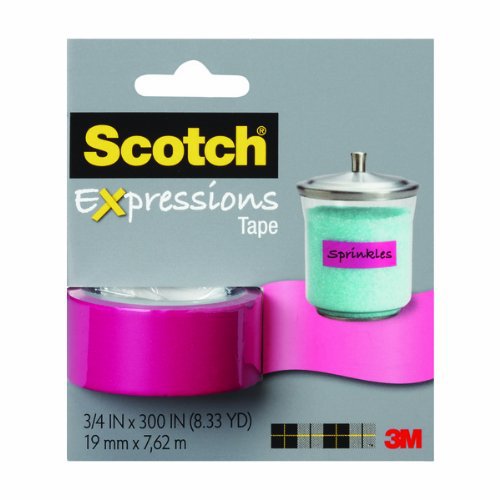 Scotch®
Expressions
Tape
Sprinkles
3/4 IN x 300 IN (8.33 YD)
19 mm x 7,62 m
3M